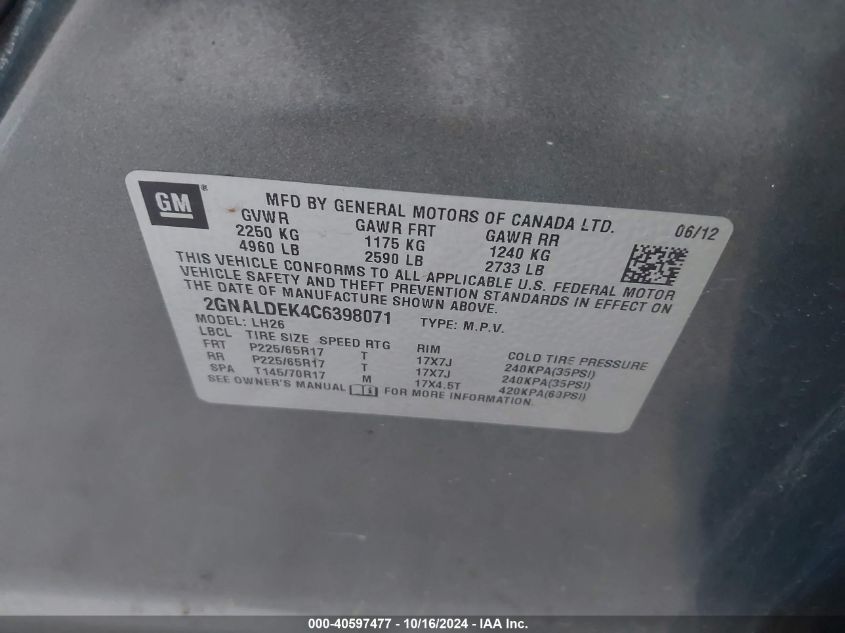 GM ®
MFD BY GENERAL MOTORS OF CANADA LTD. 06/12
GVWR GAWR FRT GAWR RR
2250 KG 1175 KG 1240 KG
4960 LB 2590 LB 2733 LB
THIS VEHICLE CONFORMS TO ALL APPLICABLE U.S. FEDERAL MOTOR
VEHICLE SAFETY AND THEFT PREVENTION STANDARDS IN EFFECT ON
THE DATE OF MANUFACTURE SHOWN ABOVE.
2GNALDEK4C6398071 TYPE: M.P.V.
MODEL: LH26
LBCL TIRE SIZE SPEED RTG RIM COLD TIRE PRESSURE
FRT P225/65R17 T 17X7J 240KPA(35PSI)
RR P225/65R17 T 17X7J 240KPA(35PSI)
SPA T145/70R17 M 17X4.5T 420KPA(60PSI)
SEE OWNER'S MANUAL FOR MORE INFORMATION.
000-40597477 - 10/16/2024 - IAA Inc.